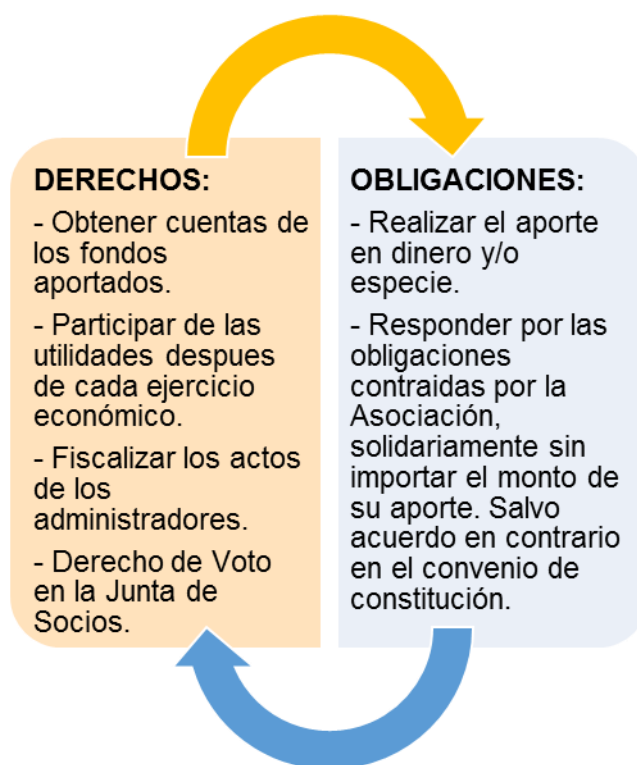 DERECHOS:
- Obtener cuentas de
los fondos
aportados.
- Participar de las
utilidades despues
de cada ejercicio
económico.
- Fiscalizar los actos
de los
administradores.
- Derecho de Voto
en la Junta de
Socios.
OBLIGACIONES:
- Realizar el aporte
en dinero y/o
especie.
- Responder por las
obligaciones
contraidas por la
Asociación,
solidariamente sin
importar el monto de
su aporte. Salvo
acuerdo en contrario
en el convenio de
constitución.